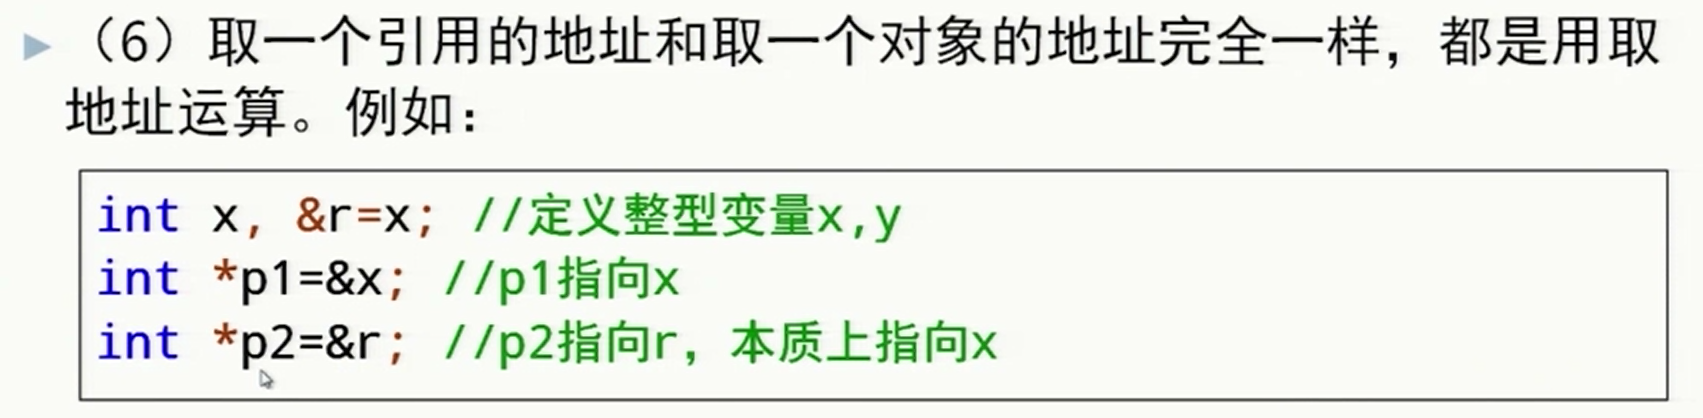 （6）取一个引用的地址和取一个对象的地址完全一样，都是用取
地址运算。例如：
int x, &r=x; //定义整型变量x,y
int *p1=&x; //p1指向x
int *p2=&r; //p2指向r，本质上指向x